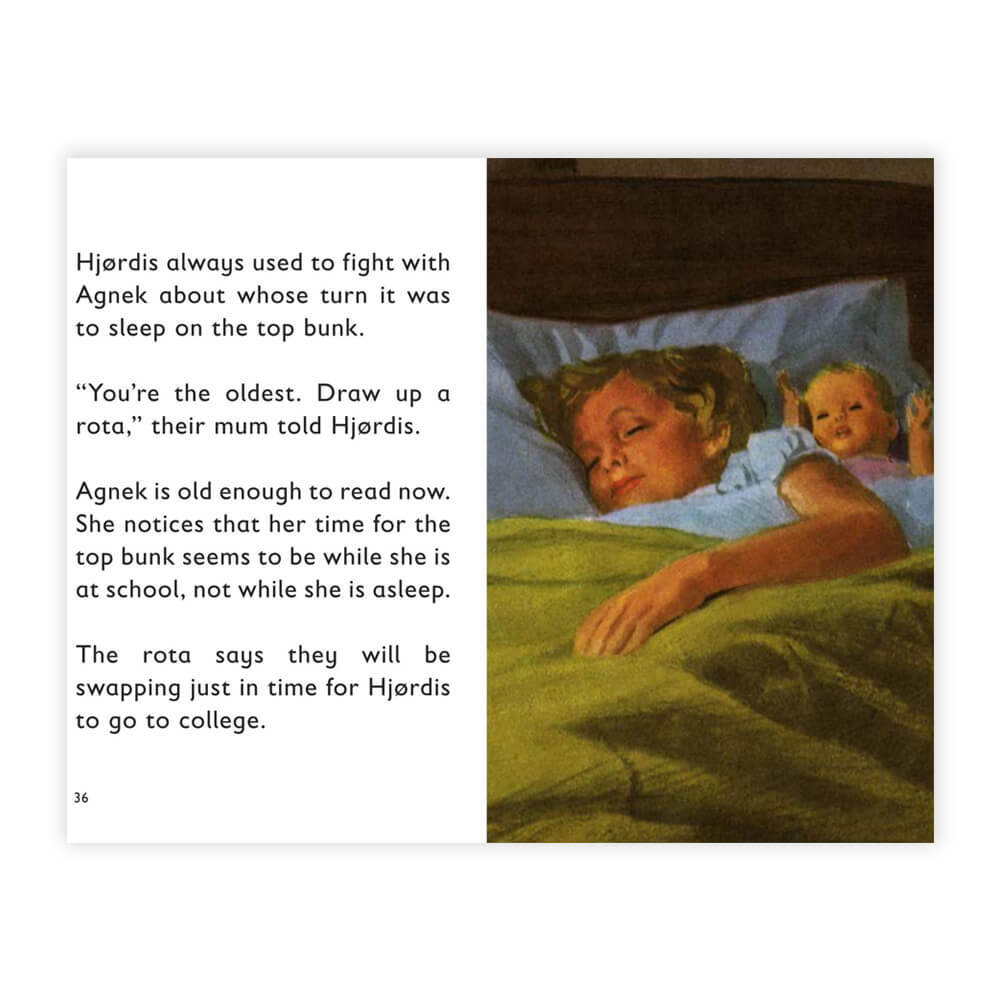 Hjørdis always used to fight with
Agnek about whose turn it was
to sleep on the top bunk.
“You’re the oldest. Draw up a
rota,” their mum told Hjørdis.
Agnek is old enough to read now.
She notices that her time for the
top bunk seems to be while she is
at school, not while she is asleep.
The rota says they will be
swapping just in time for Hjørdis
to go to college.
36